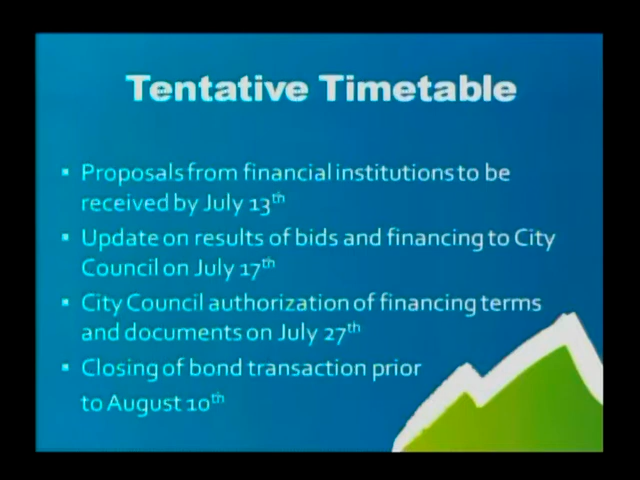 Tentative Timetable
Proposals from financial institutions to be
received by July 13th
Update on results of bids and financing to City
Council on July 17th
City Council authorization of financing terms
and documents on July 27th
Closing of bond transaction prior
to August 10th